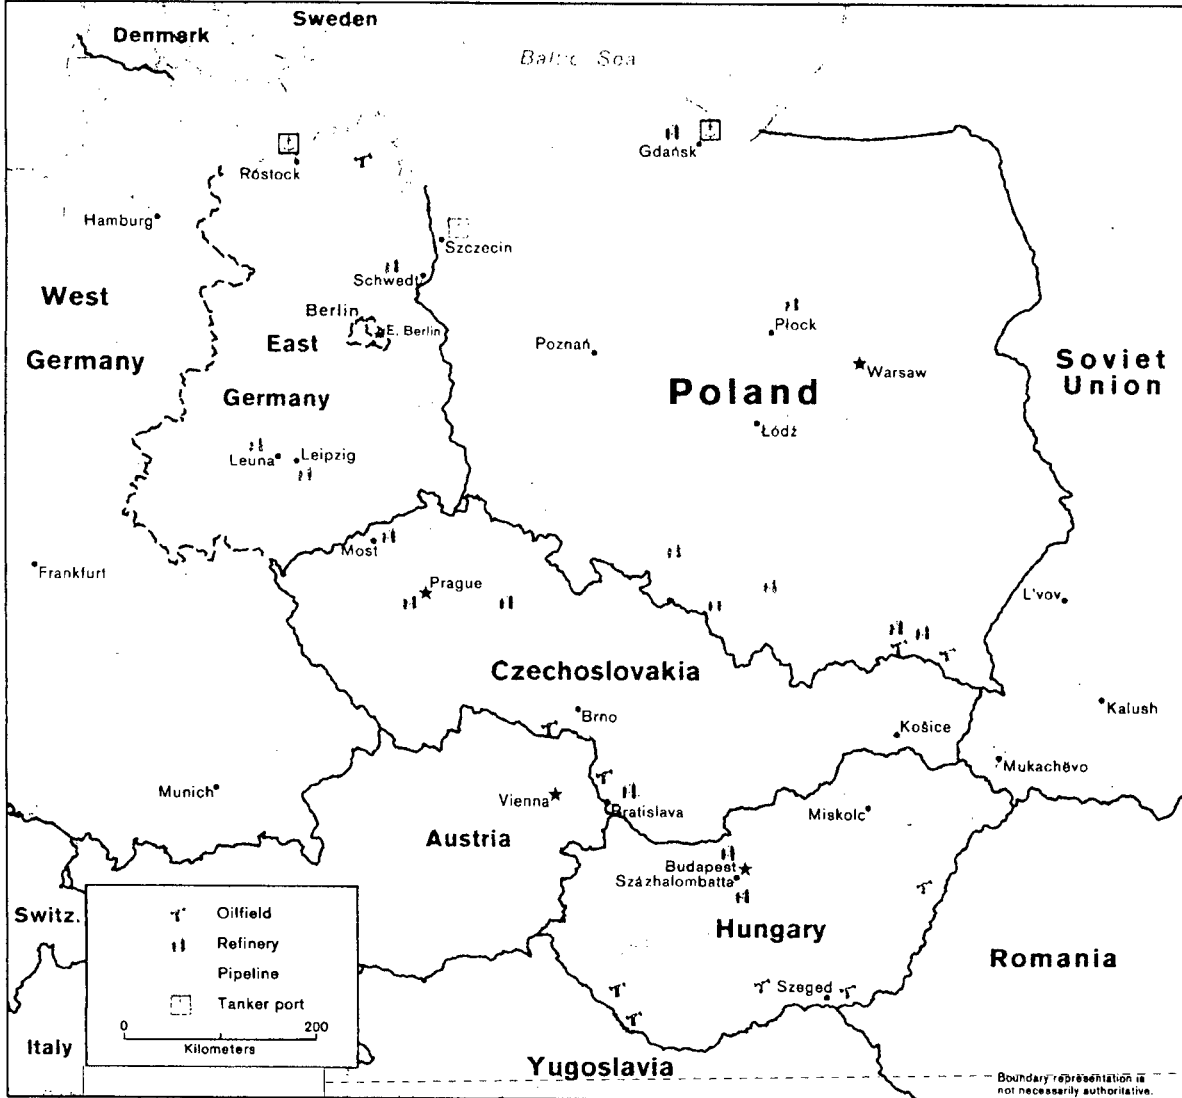 Sweden
Denmark
Baltic Sea
Gdańsk
Rostock
Hamburg
Szczecin
Schwedt
West
Germany
Berlin
E. Berlin
East
Germany
Płock
Poznań
Warsaw
Soviet
Union
Poland
Łódź
Leuna
Leipzig
Most
Frankfurt
Prague
L'vov
Czechoslovakia
Brno
Košice
Kalush
Mukachëvo
Munich
Vienna
Bratislava
Miskolc
Austria
Budapest
Százhalombatta
Hungary
Switz.
Romania
Szeged
Italy
Yugoslavia
Oilfield
Refinery
Pipeline
Tanker port
0 200
Kilometers
Boundary representation is
not necessarily authoritative.